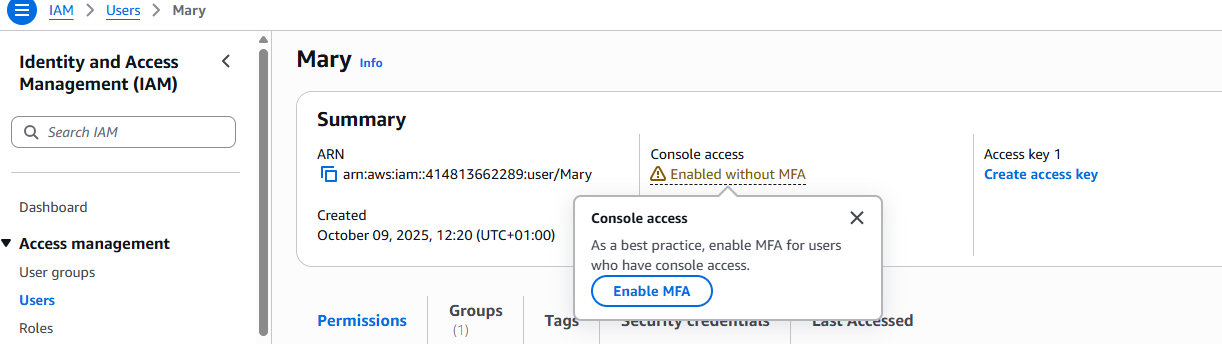 IAM > Users > Mary
Identity and Access
Management (IAM)
Search IAM
Dashboard
Access management
User groups
Users
Roles
Mary Info
Summary
ARN
arn:aws:iam::414813662289:user/Mary
Created
October 09, 2025, 12:20 (UTC+01:00)
Console access
Enabled without MFA
Access key 1
Create access key
Console access
As a best practice, enable MFA for users
who have console access.
Enable MFA
Permissions
Groups
(1)
Tags
Security credentials
Last Accessed